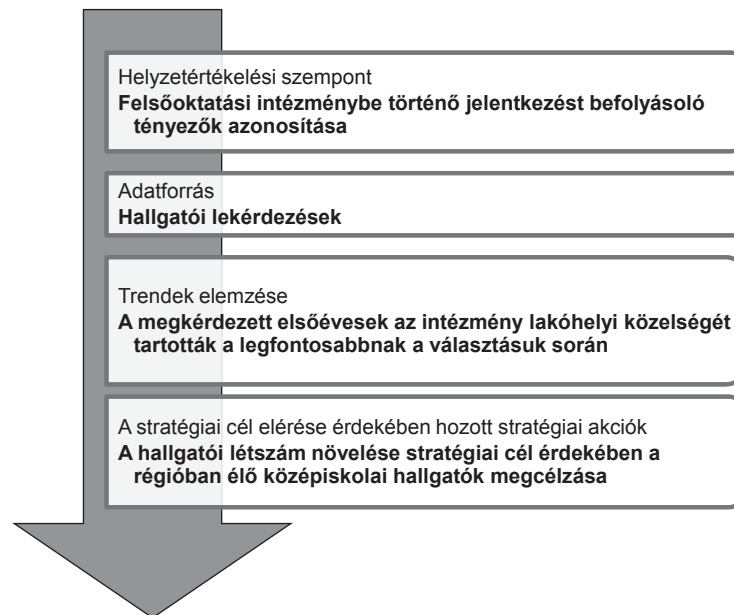 Helyzetértékelési szempont
Felsőoktatási intézménybe történő jelentkezést befolyásoló
tényezők azonosítása
Adatforrás
Hallgatói lekérdezések
Trendek elemzése
A megkérdezett elsőévesek az intézmény lakóhelyi közelségét
tartották a legfontosabbnak a választásuk során
A stratégiai cél elérése érdekében hozott stratégiai akciók
A hallgatói létszám növelése stratégiai cél érdekében a
régióban élő középiskolai hallgatók megcélzása